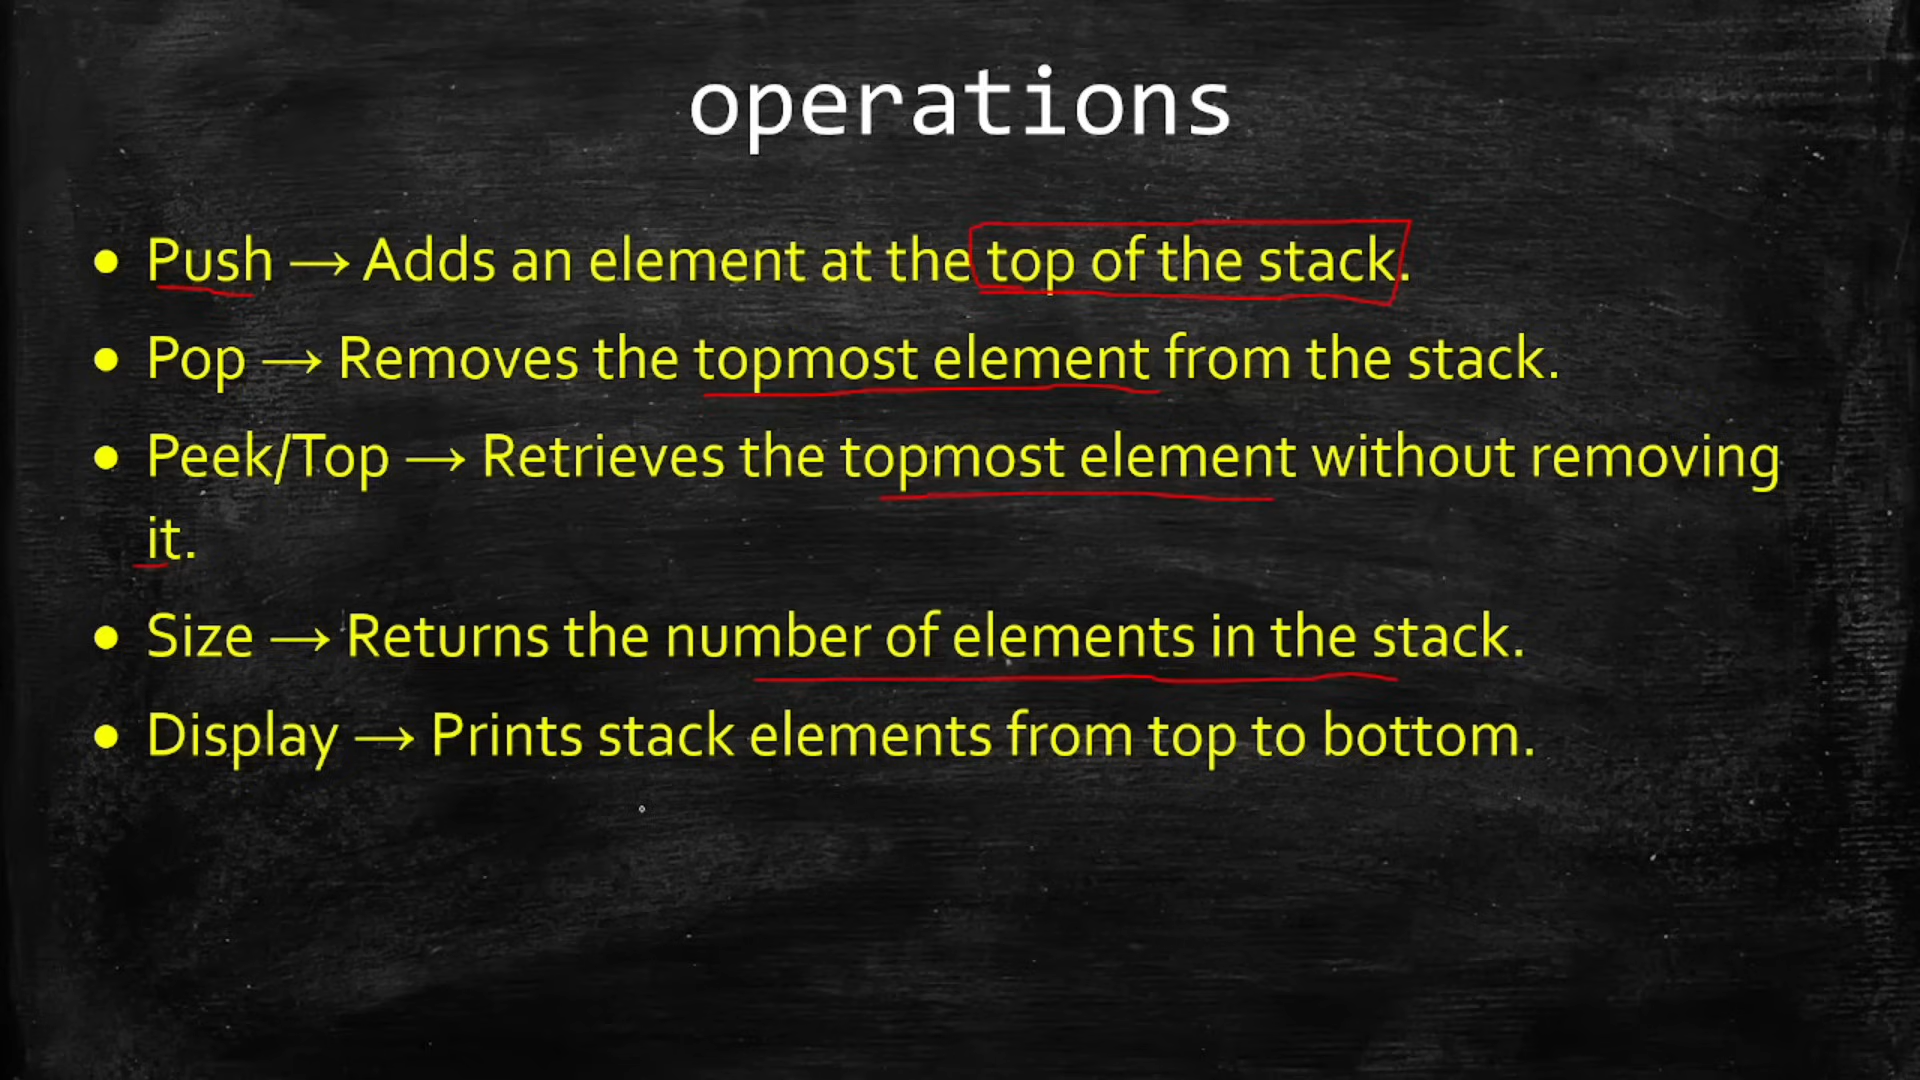 operations
• Push → Adds an element at the top of the stack.
• Pop → Removes the topmost element from the stack.
• Peek/Top → Retrieves the topmost element without removing
it.
• Size → Returns the number of elements in the stack.
• Display → Prints stack elements from top to bottom.